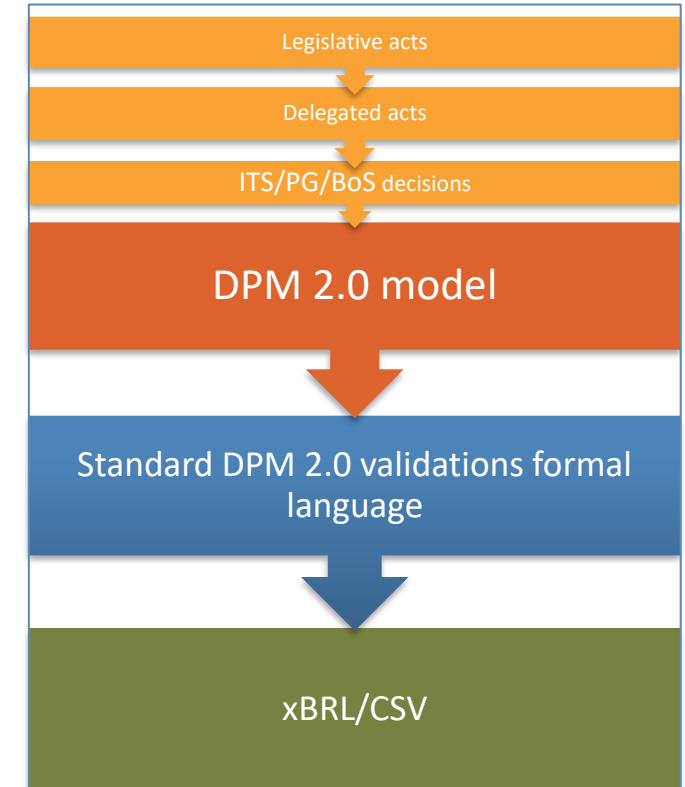 Legislative acts
Delegated acts
ITS/PG/BoS decisions
DPM 2.0 model
Standard DPM 2.0 validations formal
language
xBRL/CSV